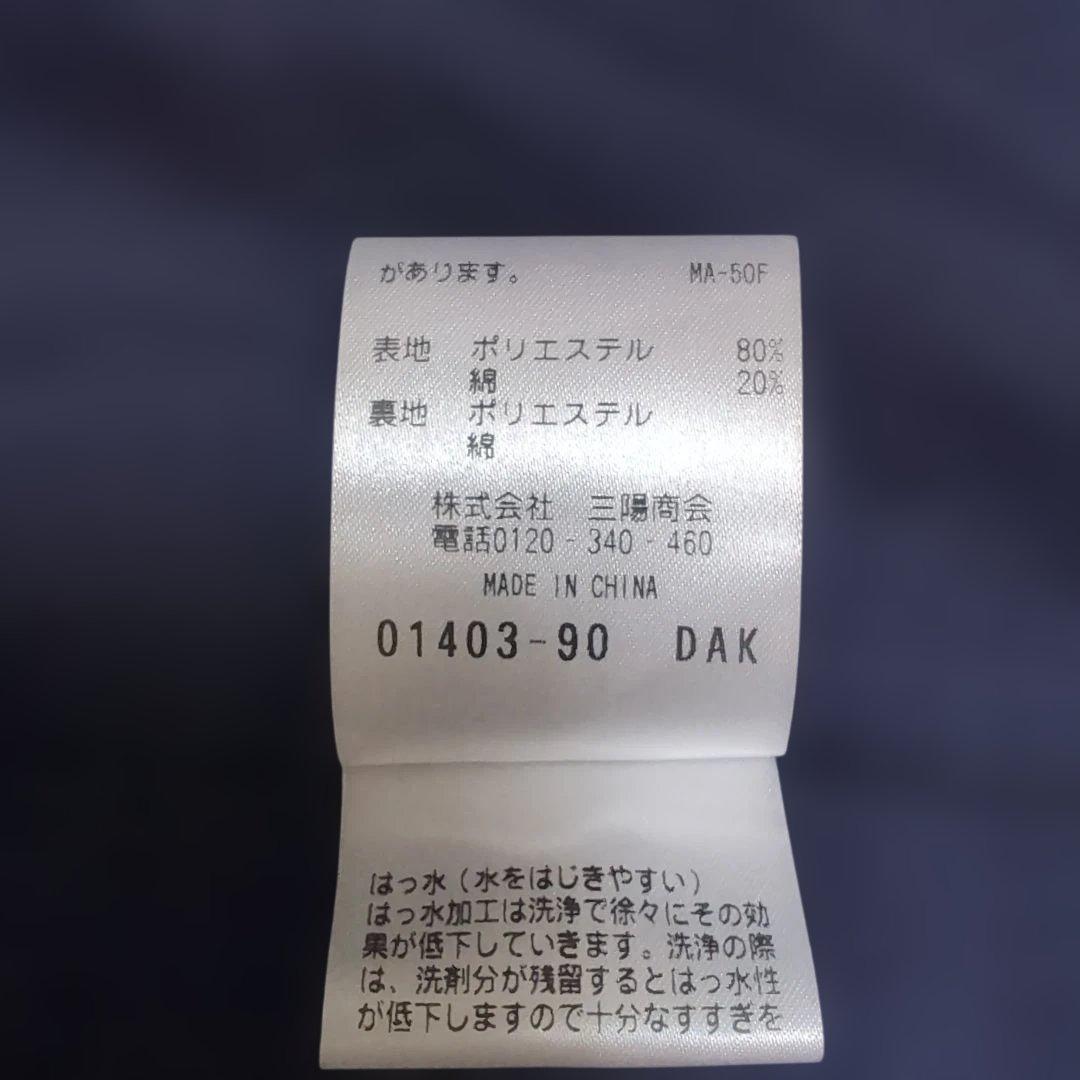 があります。 MA-50F
表地 ポリエステル 80%
綿 20%
裏地 ポリエステル
綿
株式会社 三陽商会
電話0120-340-460
MADE IN CHINA
01403-90 DAK
はっ水(水をはじきやすい)
はっ水加工は洗浄で徐々にその効
果が低下していきます。洗浄の際
は、洗剤分が残留するとはっ水性
が低下しますので十分なすすぎを